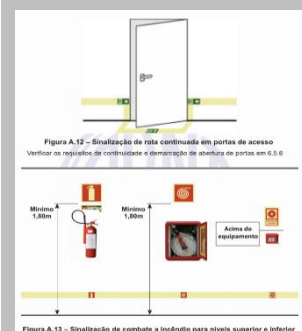 Figura A.12 – Sinalização de rota continuada em portas de acesso
Verificar os requisitos de continuidade e demarcação de abertura de portas em 6.5.6
Mínimo
1,80m
Mínimo
1,80m
Acima do
equipamento
Figura A.13 – Sinalização de combate a incêndio para níveis superior e inferior